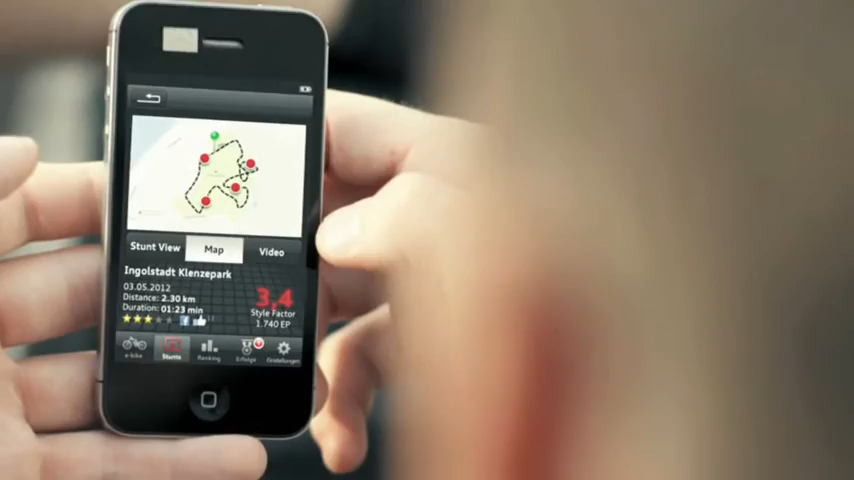 Stunt View Map Video
Ingolstadt Klenzepark
03.05.2012
Distance: 2.30 km
Duration: 01:23 min
3,4
Style Factor
1.740 EP
e-bike Stunts Ranking Erfolge Einstellungen